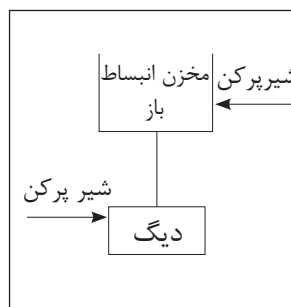 مخزن انبساط
باز
شیرپرکن
شیر پرکن
دیگ